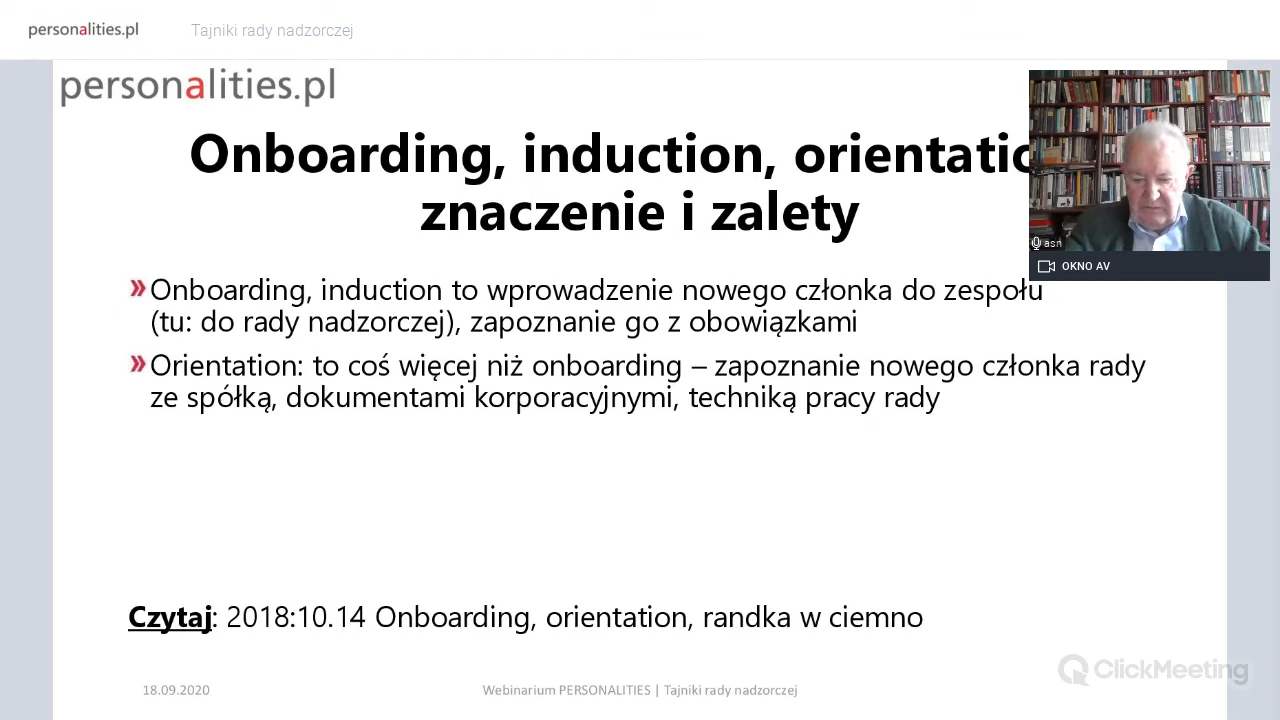 personalities.pl
Tajniki rady nadzorczej
personalities.pl
Onboarding, induction, orientatio
znaczenie i zalety
asn
OKNO AV
» Onboarding, induction to wprowadzenie nowego członka do zespołu
(tu: do rady nadzorczej), zapoznanie go z obowiązkami
» Orientation: to coś więcej niż onboarding – zapoznanie nowego członka rady
ze spółką, dokumentami korporacyjnymi, techniką pracy rady
Czytaj: 2018:10.14 Onboarding, orientation, randka w ciemno
ClickMeeting
18.09.2020
Webinarium PERSONALITIES | Tajniki rady nadzorczej